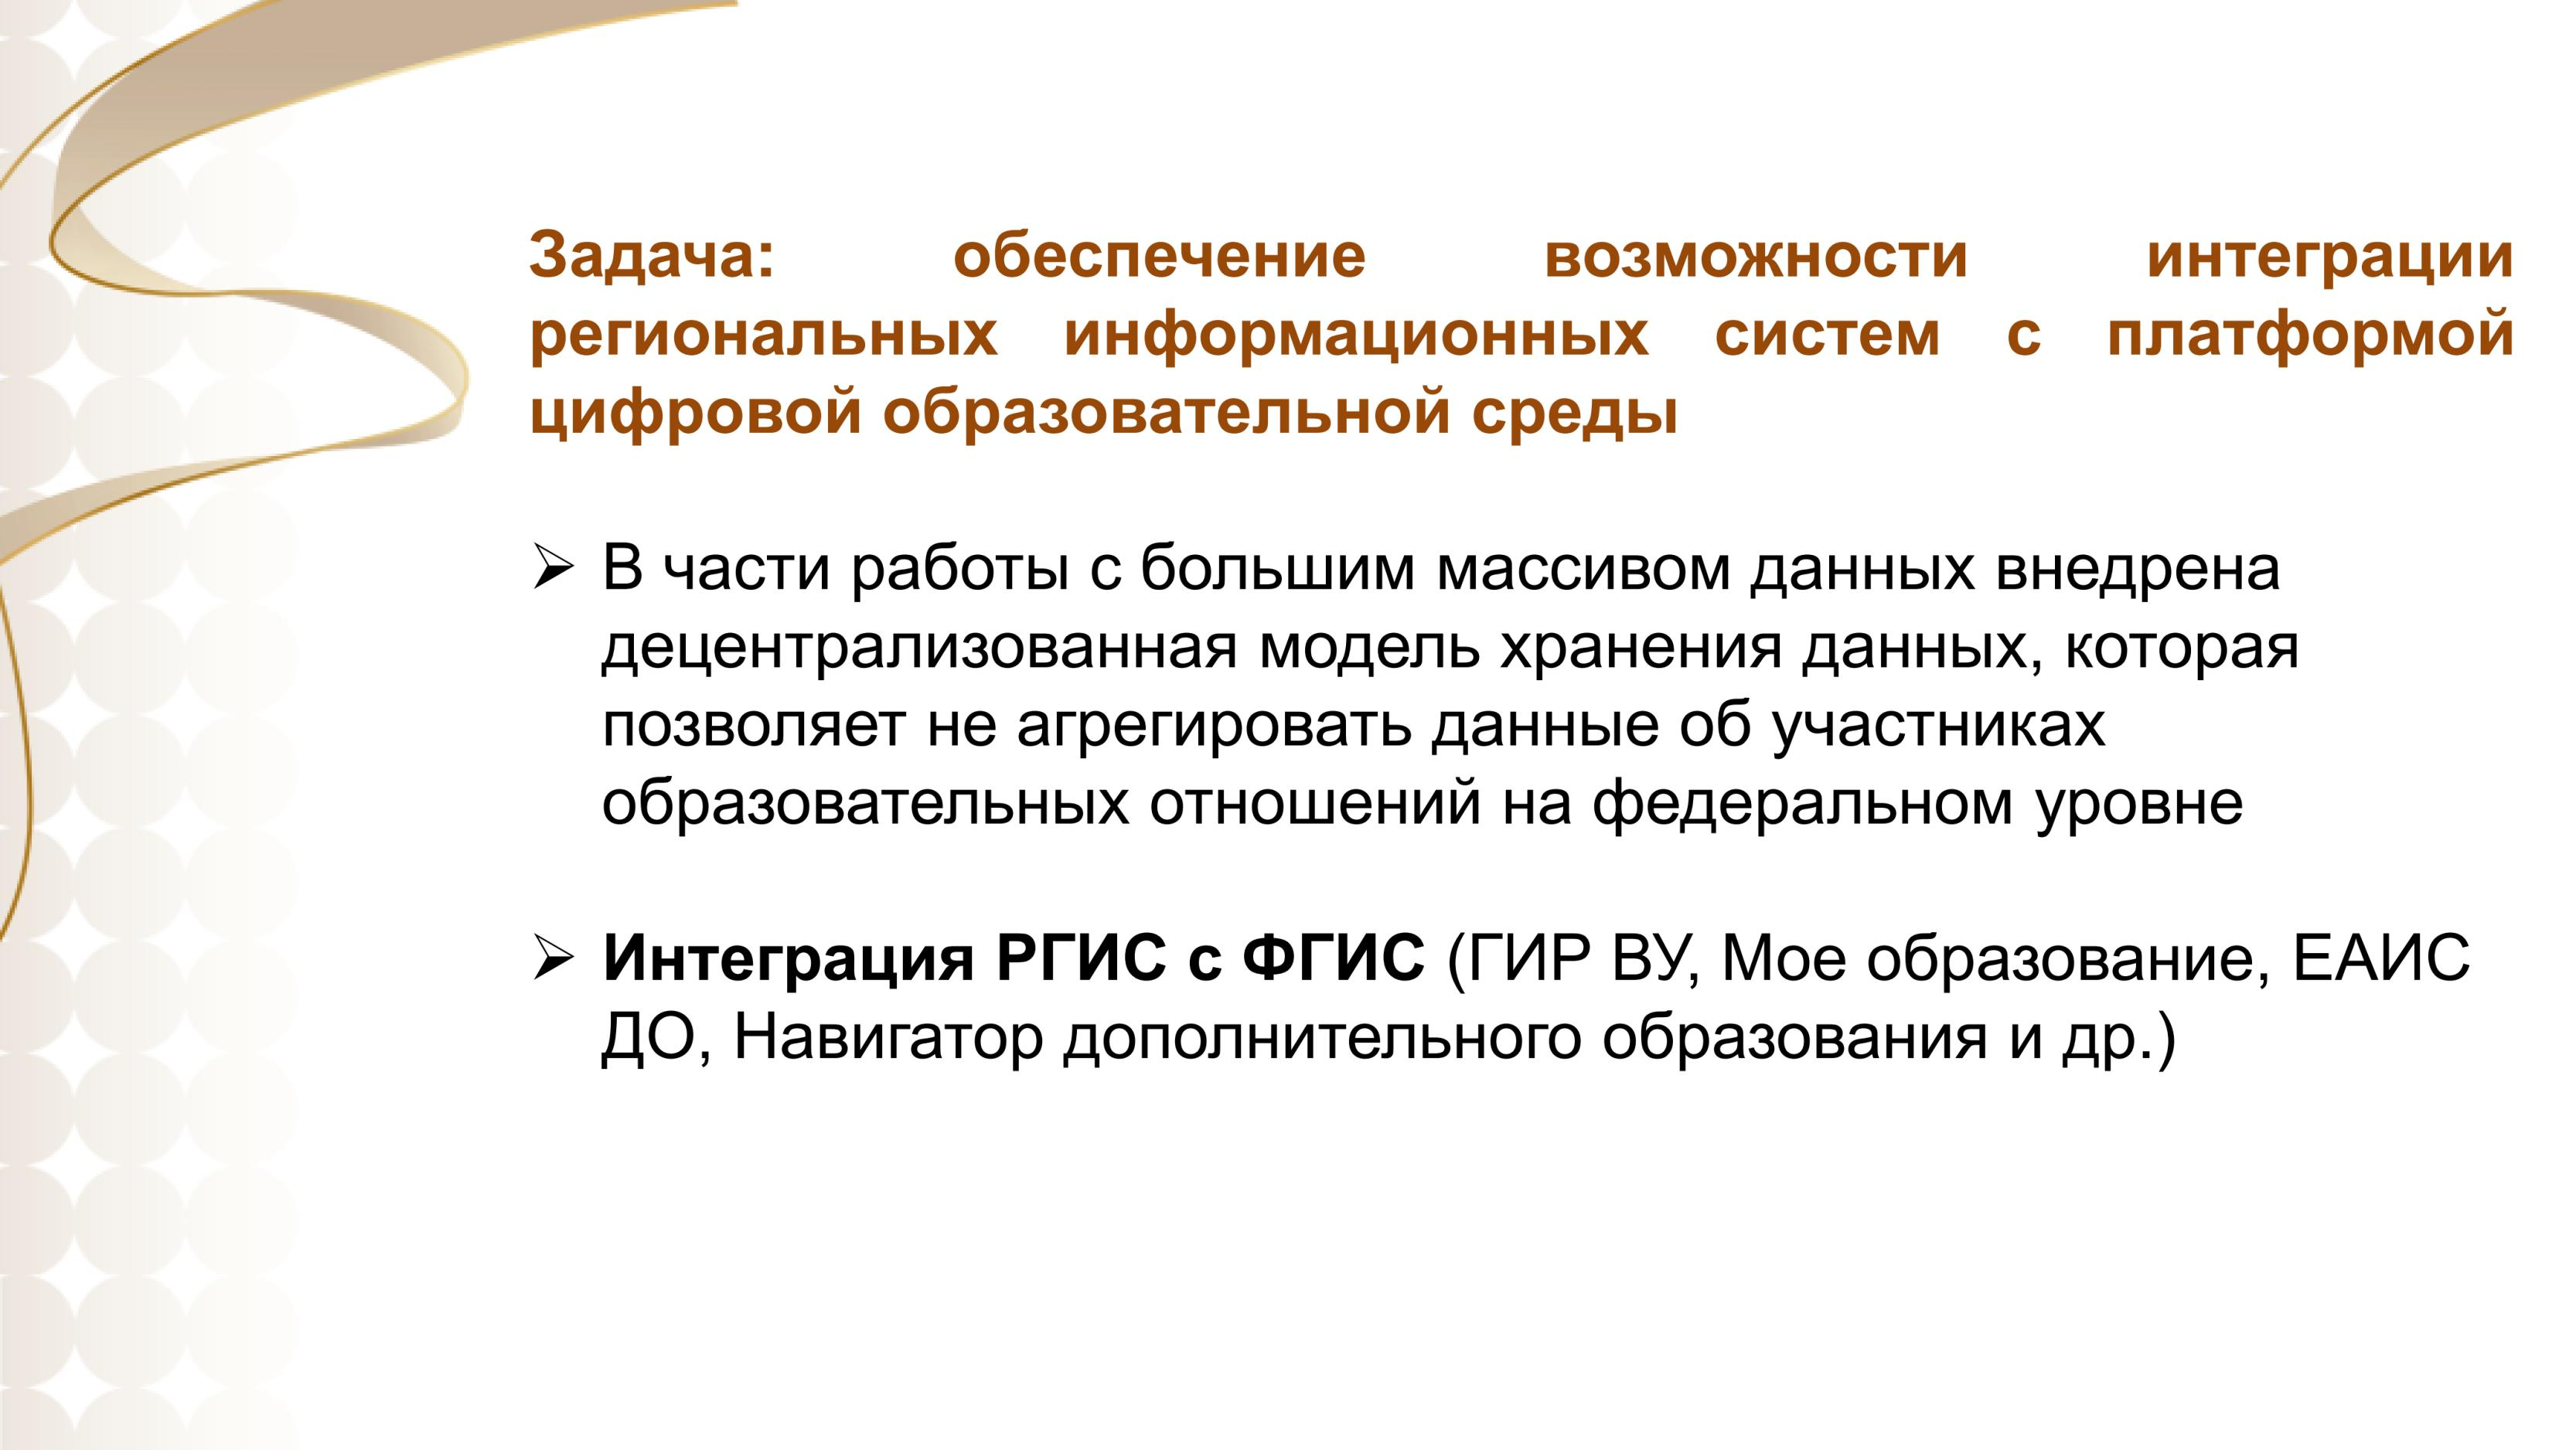 Задача: обеспечение возможности интеграции
региональных информационных систем с платформой
цифровой образовательной среды
➢ В части работы с большим массивом данных внедрена
децентрализованная модель хранения данных, которая
позволяет не агрегировать данные об участниках
образовательных отношений на федеральном уровне
➢ Интеграция РГИС с ФГИС (ГИР ВУ, Мое образование, ЕАИС
ДО, Навигатор дополнительного образования и др.)